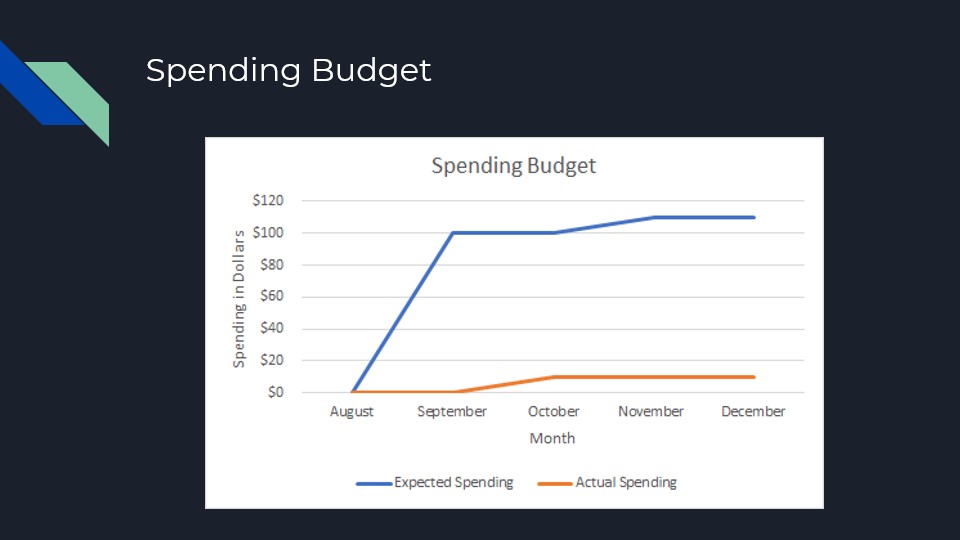 Spending Budget
Spending Budget
Spending in Dollars
$120
$100
$80
$60
$40
$20
$0
August September October November December
Month
Expected Spending Actual Spending